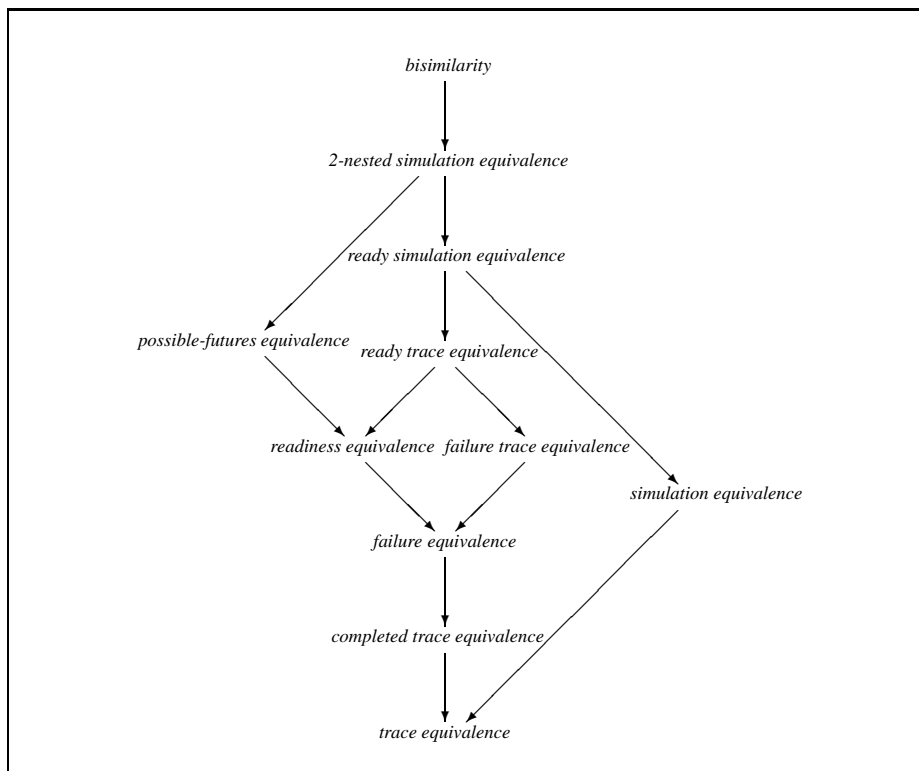 bisimilarity
2-nested simulation equivalence
ready simulation equivalence
possible-futures equivalence
ready trace equivalence
readiness equivalence
failure trace equivalence
simulation equivalence
failure equivalence
completed trace equivalence
trace equivalence